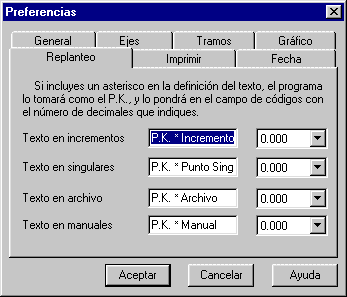 Preferencias
General Ejes Tramos Gráfico
Replanteo Imprimir Fecha
Si incluyes un asterisco en la definición del texto, el programa
lo tomará como el P.K., y lo pondrá en el campo de códigos con
el número de decimales que indiques.
Texto en incrementos P.K. * Incremento 0.000
Texto en singulares P.K. * Punto Sing 0.000
Texto en archivo P.K. * Archivo 0.000
Texto en manuales P.K. * Manual 0.000
Aceptar Cancelar Ayuda